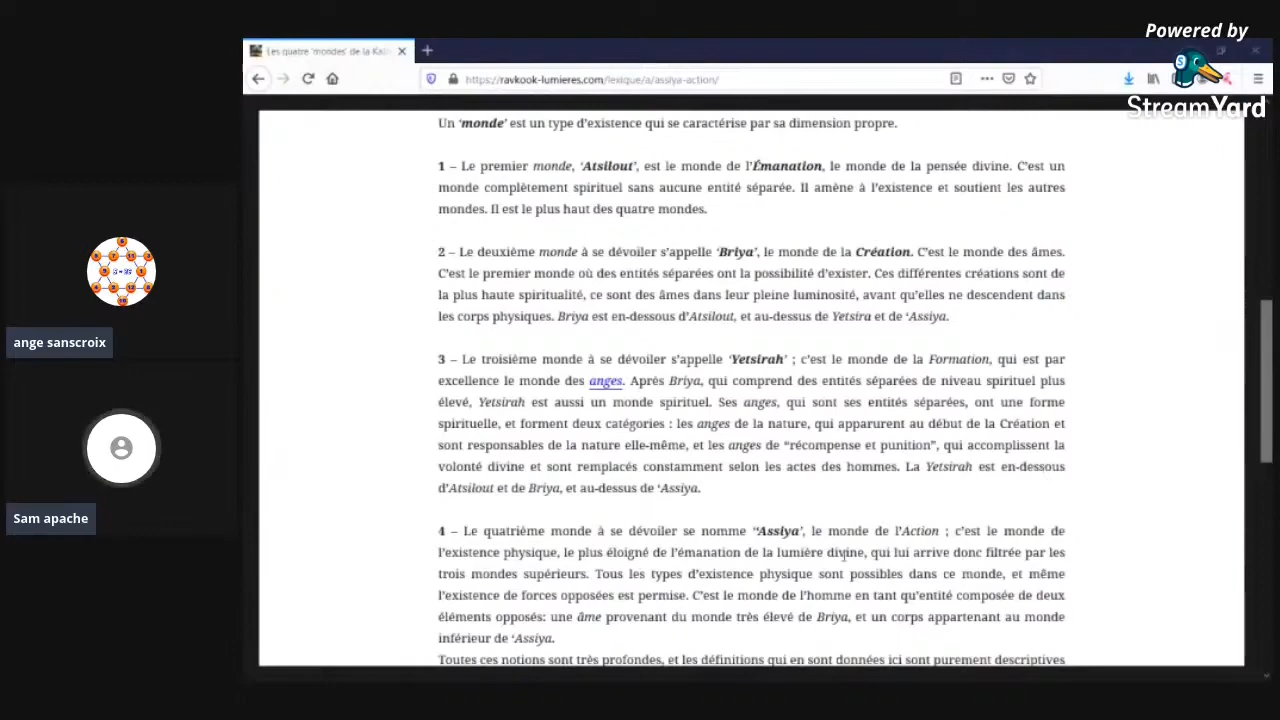 Powered by
StreamYard
Les quatre 'mondes' de la
https://ravkook-lumieres.com/lexique/a/assiya-action/
Un 'monde' est un type d'existence qui se caractérise par sa dimension propre.
1 – Le premier monde, 'Atsilout', est le monde de l'Émanation, le monde de la pensée divine. C'est un
monde complètement spirituel sans aucune entité séparée. Il amène à l'existence et soutient les autres
mondes. Il est le plus haut des quatre mondes.
2 – Le deuxième monde à se dévoiler s'appelle 'Briya', le monde de la Création. C'est le monde des âmes.
C'est le premier monde où des entités séparées ont la possibilité d'exister. Ces différentes créations sont de
la plus haute spiritualité, ce sont des âmes dans leur pleine luminosité, avant qu'elles ne descendent dans
les corps physiques. Briya est en-dessous d'Atsilout, et au-dessus de Yetsira et de 'Assiya.
3 – Le troisième monde à se dévoiler s'appelle 'Yetsirah' ; c'est le monde de la Formation, qui est par
excellence le monde des anges. Après Briya, qui comprend des entités séparées de niveau spirituel plus
élevé, Yetsirah est aussi un monde spirituel. Ses anges, qui sont ses entités séparées, ont une forme
spirituelle, et forment deux catégories : les anges de la nature, qui apparurent au début de la Création et
sont responsables de la nature elle-même, et les anges de "récompense et punition", qui accomplissent la
volonté divine et sont remplacés constamment selon les actes des hommes. La Yetsirah est en-dessous
d'Atsilout et de Briya, et au-dessus de 'Assiya.
4 – Le quatrième monde à se dévoiler se nomme ''Assiya', le monde de l'Action ; c'est le monde de
l'existence physique, le plus éloigné de l'émanation de la lumière divine, qui lui arrive donc filtrée par les
trois mondes supérieurs. Tous les types d'existence physique sont possibles dans ce monde, et même
l'existence de forces opposées est permise. C'est le monde de l'homme en tant qu'entité composée de deux
éléments opposés: une âme provenant du monde très élevé de Briya, et un corps appartenant au monde
inférieur de 'Assiya.
Toutes ces notions sont très profondes, et les définitions qui en sont données ici sont purement descriptives
ange sanscroix
Sam apache